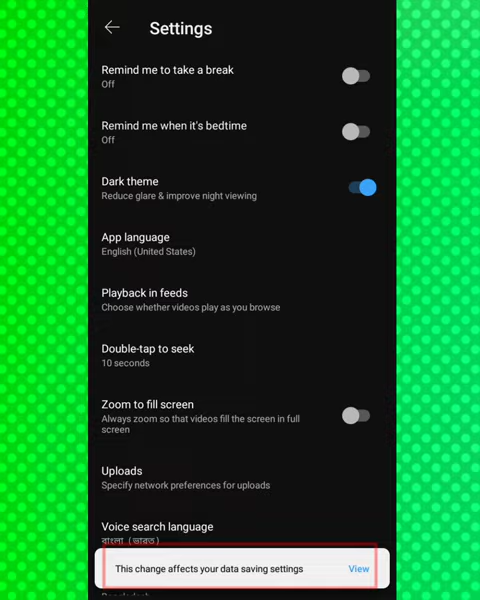 Settings
Remind me to take a break
Off
Remind me when it's bedtime
Off
Dark theme
Reduce glare & improve night viewing
App language
English (United States)
Playback in feeds
Choose whether videos play as you browse
Double-tap to seek
10 seconds
Zoom to fill screen
Always zoom so that videos fill the screen in full
screen
Uploads
Specify network preferences for uploads
Voice search language
বাংলা (ভারত)
This change affects your data saving settings View
Bangladesh